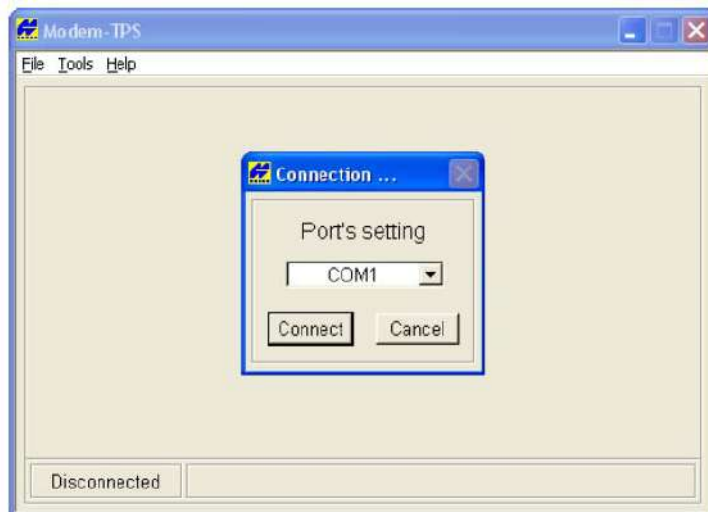 Modem-TPS
File Tools Help
Connection ...
Port's setting
COM1
Connect Cancel
Disconnected